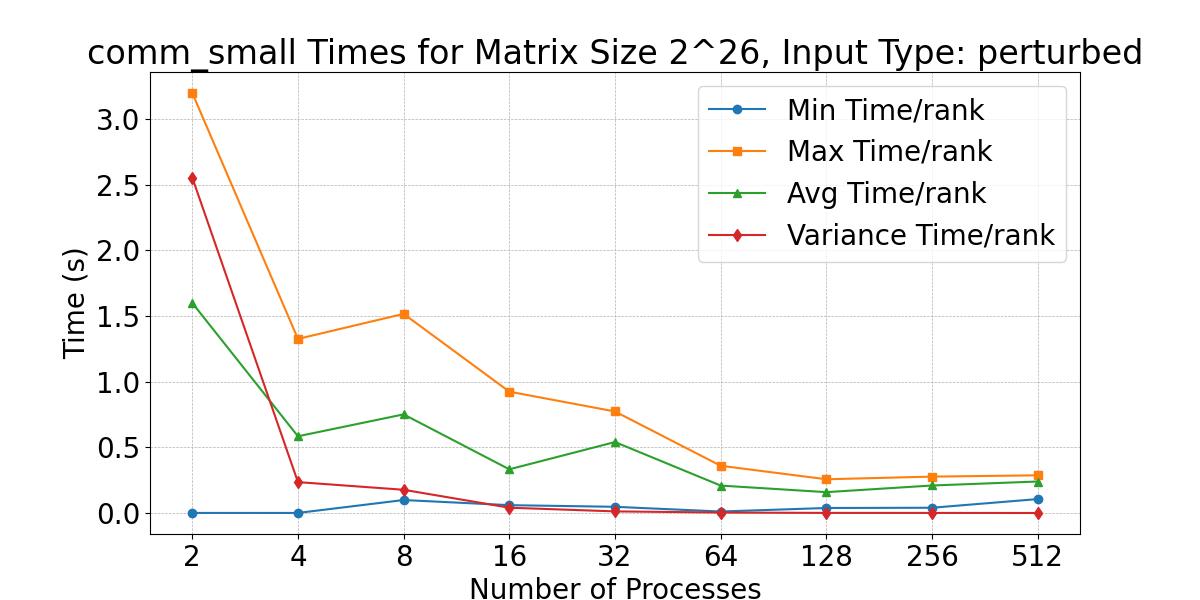 comm_small Times for Matrix Size 2^26, Input Type: perturbed
Min Time/rank
Max Time/rank
Avg Time/rank
Variance Time/rank
Time (s)
3.0
2.5
2.0
1.5
1.0
0.5
0.0
2 4 8 16 32 64 128 256 512
Number of Processes